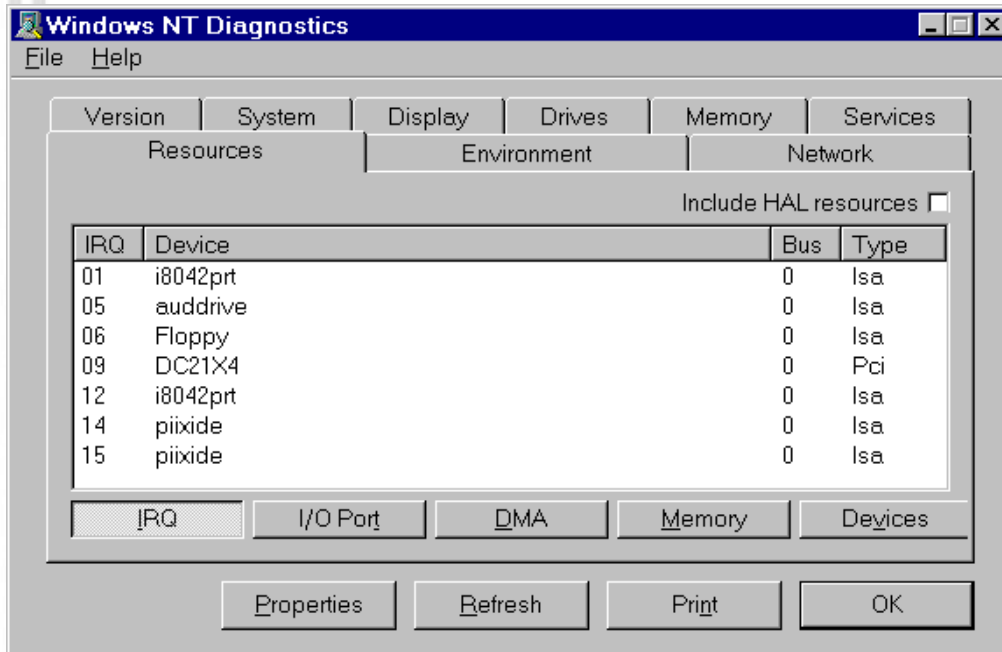 Windows NT Diagnostics
File Help
Version System Display Drives Memory Services
Resources Environment Network
Include HAL resources
IRQ Device Bus Type
01 i8042prt 0 Isa
05 auddrive 0 Isa
06 Floppy 0 Isa
09 DC21X4 0 Pci
12 i8042prt 0 Isa
14 piixide 0 Isa
15 piixide 0 Isa
IRQ I/O Port DMA Memory Devices
Properties Refresh Print OK